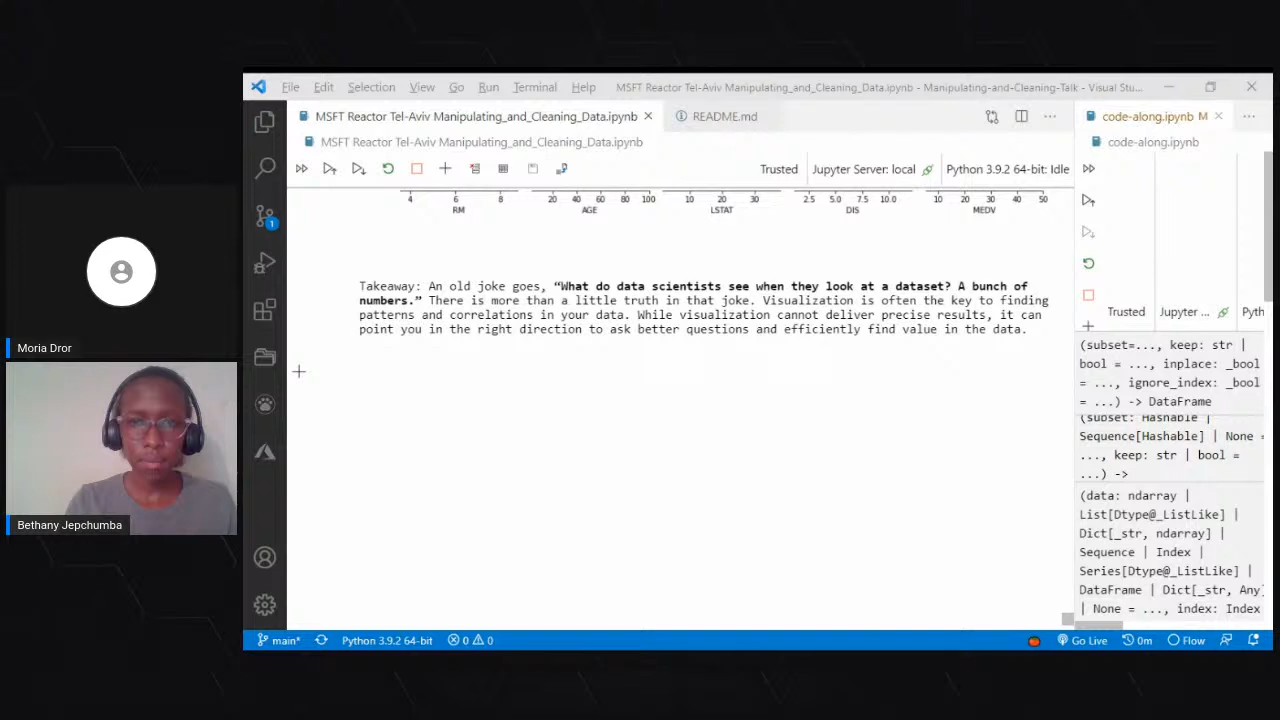 File Edit Selection View Go Run Terminal Help MSFT Reactor Tel-Aviv Manipulating_and_Cleaning_Data.ipynb - Manipulating-and-Cleaning-Talk - Visual Stu...
MSFT Reactor Tel-Aviv Manipulating_and_Cleaning_Data.ipynb README.md
MSFT Reactor Tel-Aviv Manipulating_and_Cleaning_Data.ipynb
Trusted Jupyter Server: local Python 3.9.2 64-bit: Idle
4 6 8 20 40 60 80 100 10 20 30 2.5 5.0 7.5 10.0 10 20 30 40 50
RM AGE LSTAT DIS MEDV
Takeaway: An old joke goes, “What do data scientists see when they look at a dataset? A bunch of
numbers.” There is more than a little truth in that joke. Visualization is often the key to finding
patterns and correlations in your data. While visualization cannot deliver precise results, it can
point you in the right direction to ask better questions and efficiently find value in the data.
code-along.ipynb M
code-along.ipynb
Trusted Jupyter ... Pyth
(subset=..., keep: str |
bool = ..., inplace: _bool
= ..., ignore_index: _bool
= ...) -> DataFrame
(subset: Hashable |
Sequence[Hashable] | None =
..., keep: str | bool =
...) ->
(data: ndarray |
List[Dtype@_ListLike] |
Dict[_str, ndarray] |
Sequence | Index |
Series[Dtype@_ListLike] |
DataFrame | Dict[_str, Any]
| None = ..., index: Index
1
Moria Dror
Bethany Jepchumba
main* Python 3.9.2 64-bit 0 0 Go Live 0m Flow